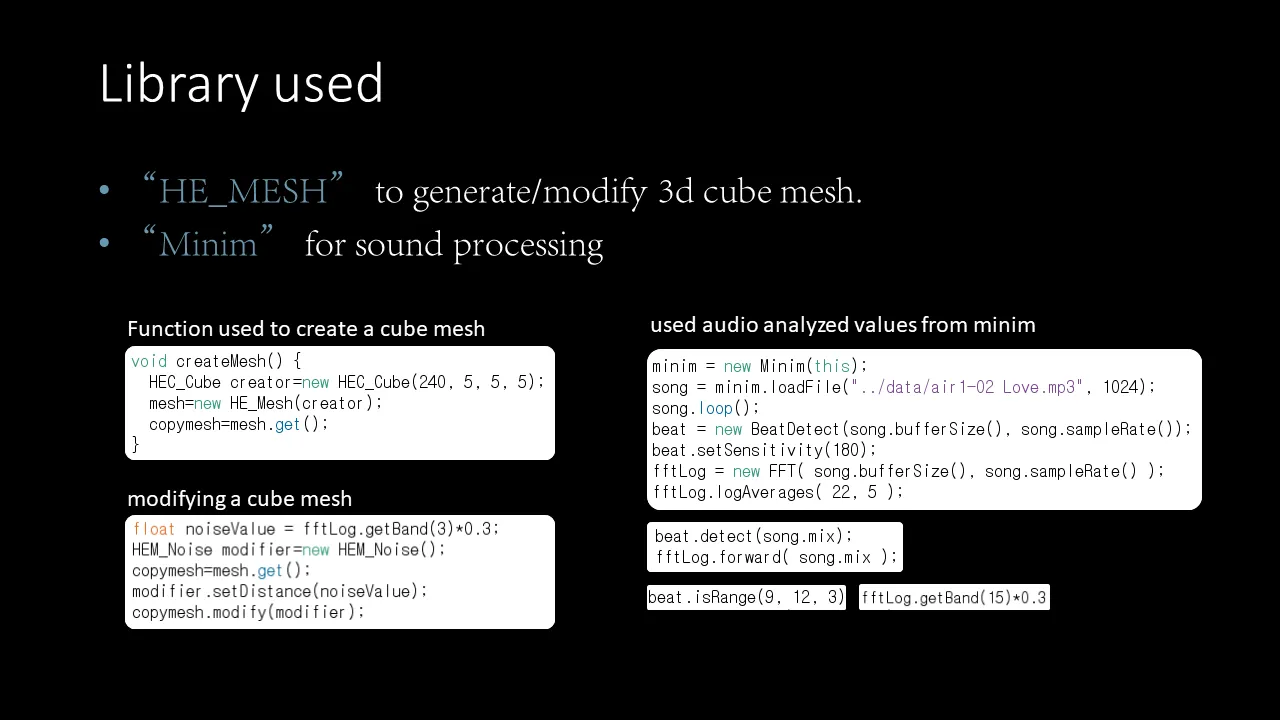 Library used
• “HE_MESH” to generate/modify 3d cube mesh.
• “Minim” for sound processing
Function used to create a cube mesh
void createMesh() {
  HEC_Cube creator=new HEC_Cube(240, 5, 5, 5);
  mesh=new HE_Mesh(creator);
  copymesh=mesh.get();
}
modifying a cube mesh
float noiseValue = fftLog.getBand(3)*0.3;
HEM_Noise modifier=new HEM_Noise();
copymesh=mesh.get();
modifier.setDistance(noiseValue);
copymesh.modify(modifier);
used audio analyzed values from minim
minim = new Minim(this);
song = minim.loadFile("../data/air1-02 Love.mp3", 1024);
song.loop();
beat = new BeatDetect(song.bufferSize(), song.sampleRate());
beat.setSensitivity(180);
fftLog = new FFT( song.bufferSize(), song.sampleRate() );
fftLog.logAverages( 22, 5 );
beat.detect(song.mix);
fftLog.forward( song.mix );
beat.isRange(9, 12, 3)
fftLog.getBand(15)*0.3